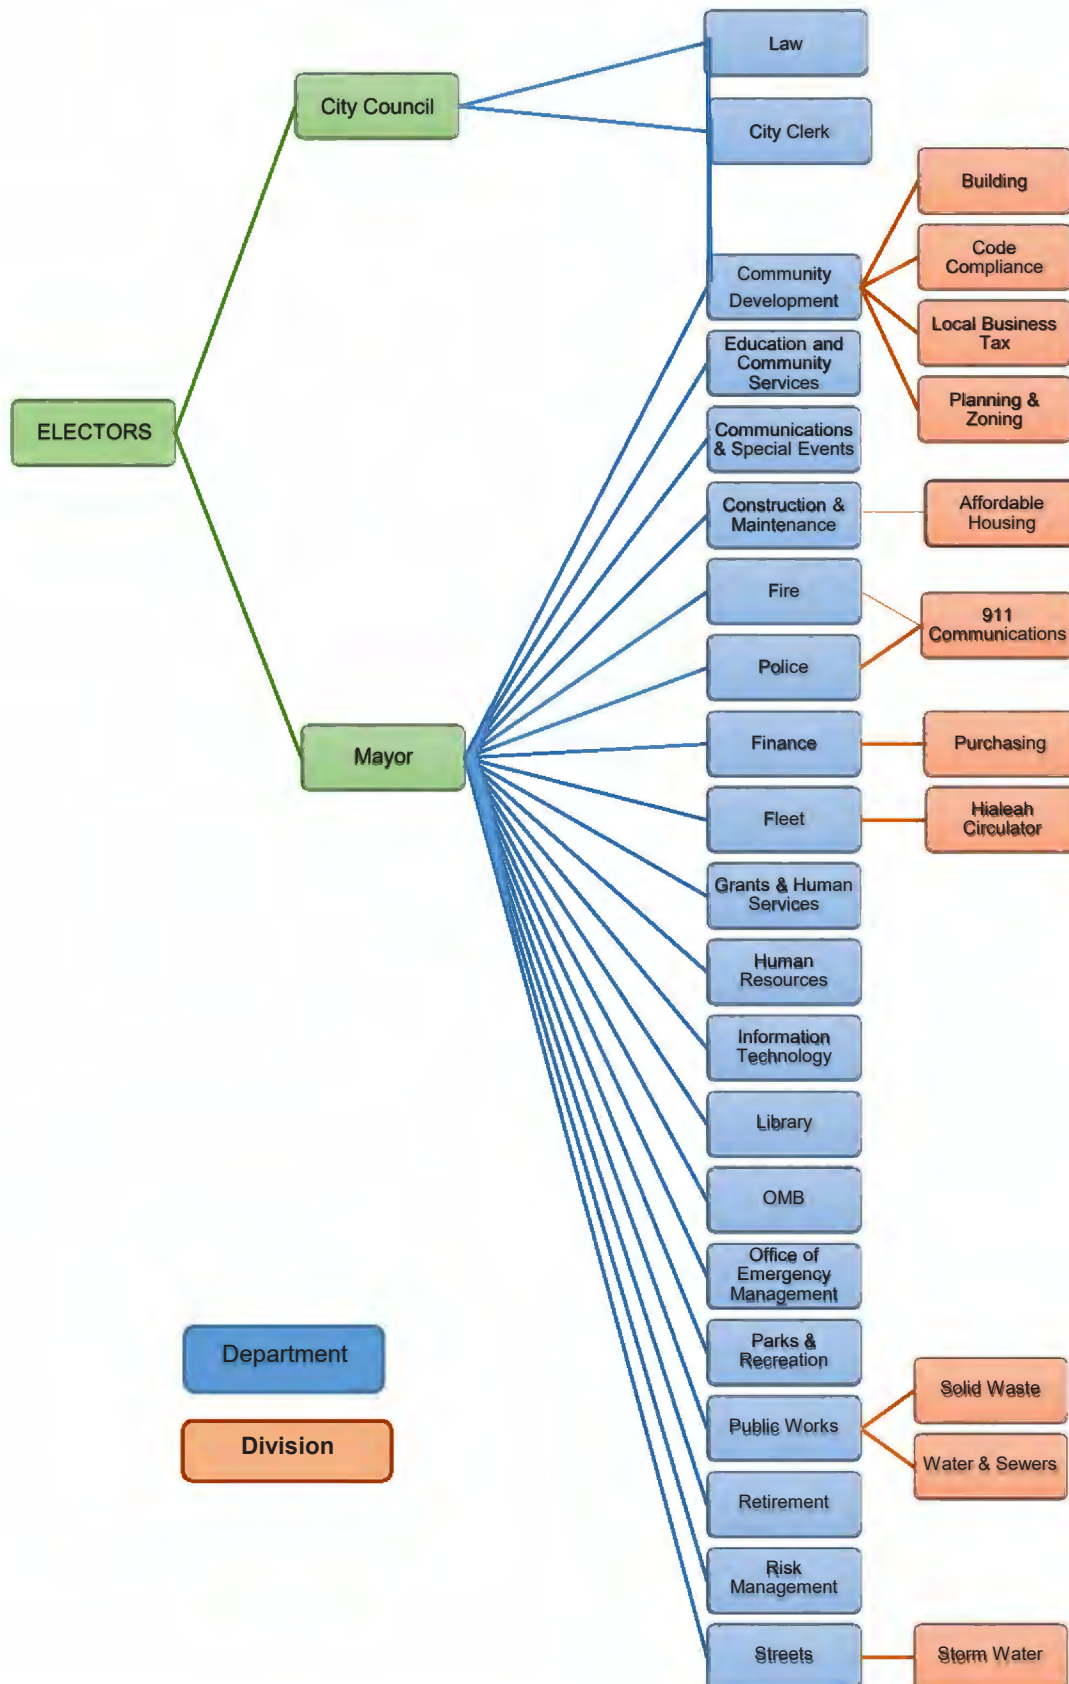 Law
City Council
City Clerk
Building
Code
Compliance
Community
Development
Local Business
Tax
Education and
Community
Services
Planning &
Zoning
ELECTORS
Communications
& Special Events
Construction &
Maintenance
Affordable
Housing
Fire
911
Communications
Police
Mayor
Finance
Purchasing
Fleet
Hialeah
Circulator
Grants & Human
Services
Human
Resources
Information
Technology
Library
OMB
Office of
Emergency
Management
Department
Parks &
Recreation
Solid Waste
Public Works
Division
Water & Sewers
Retirement
Risk
Management
Streets
Storm Water